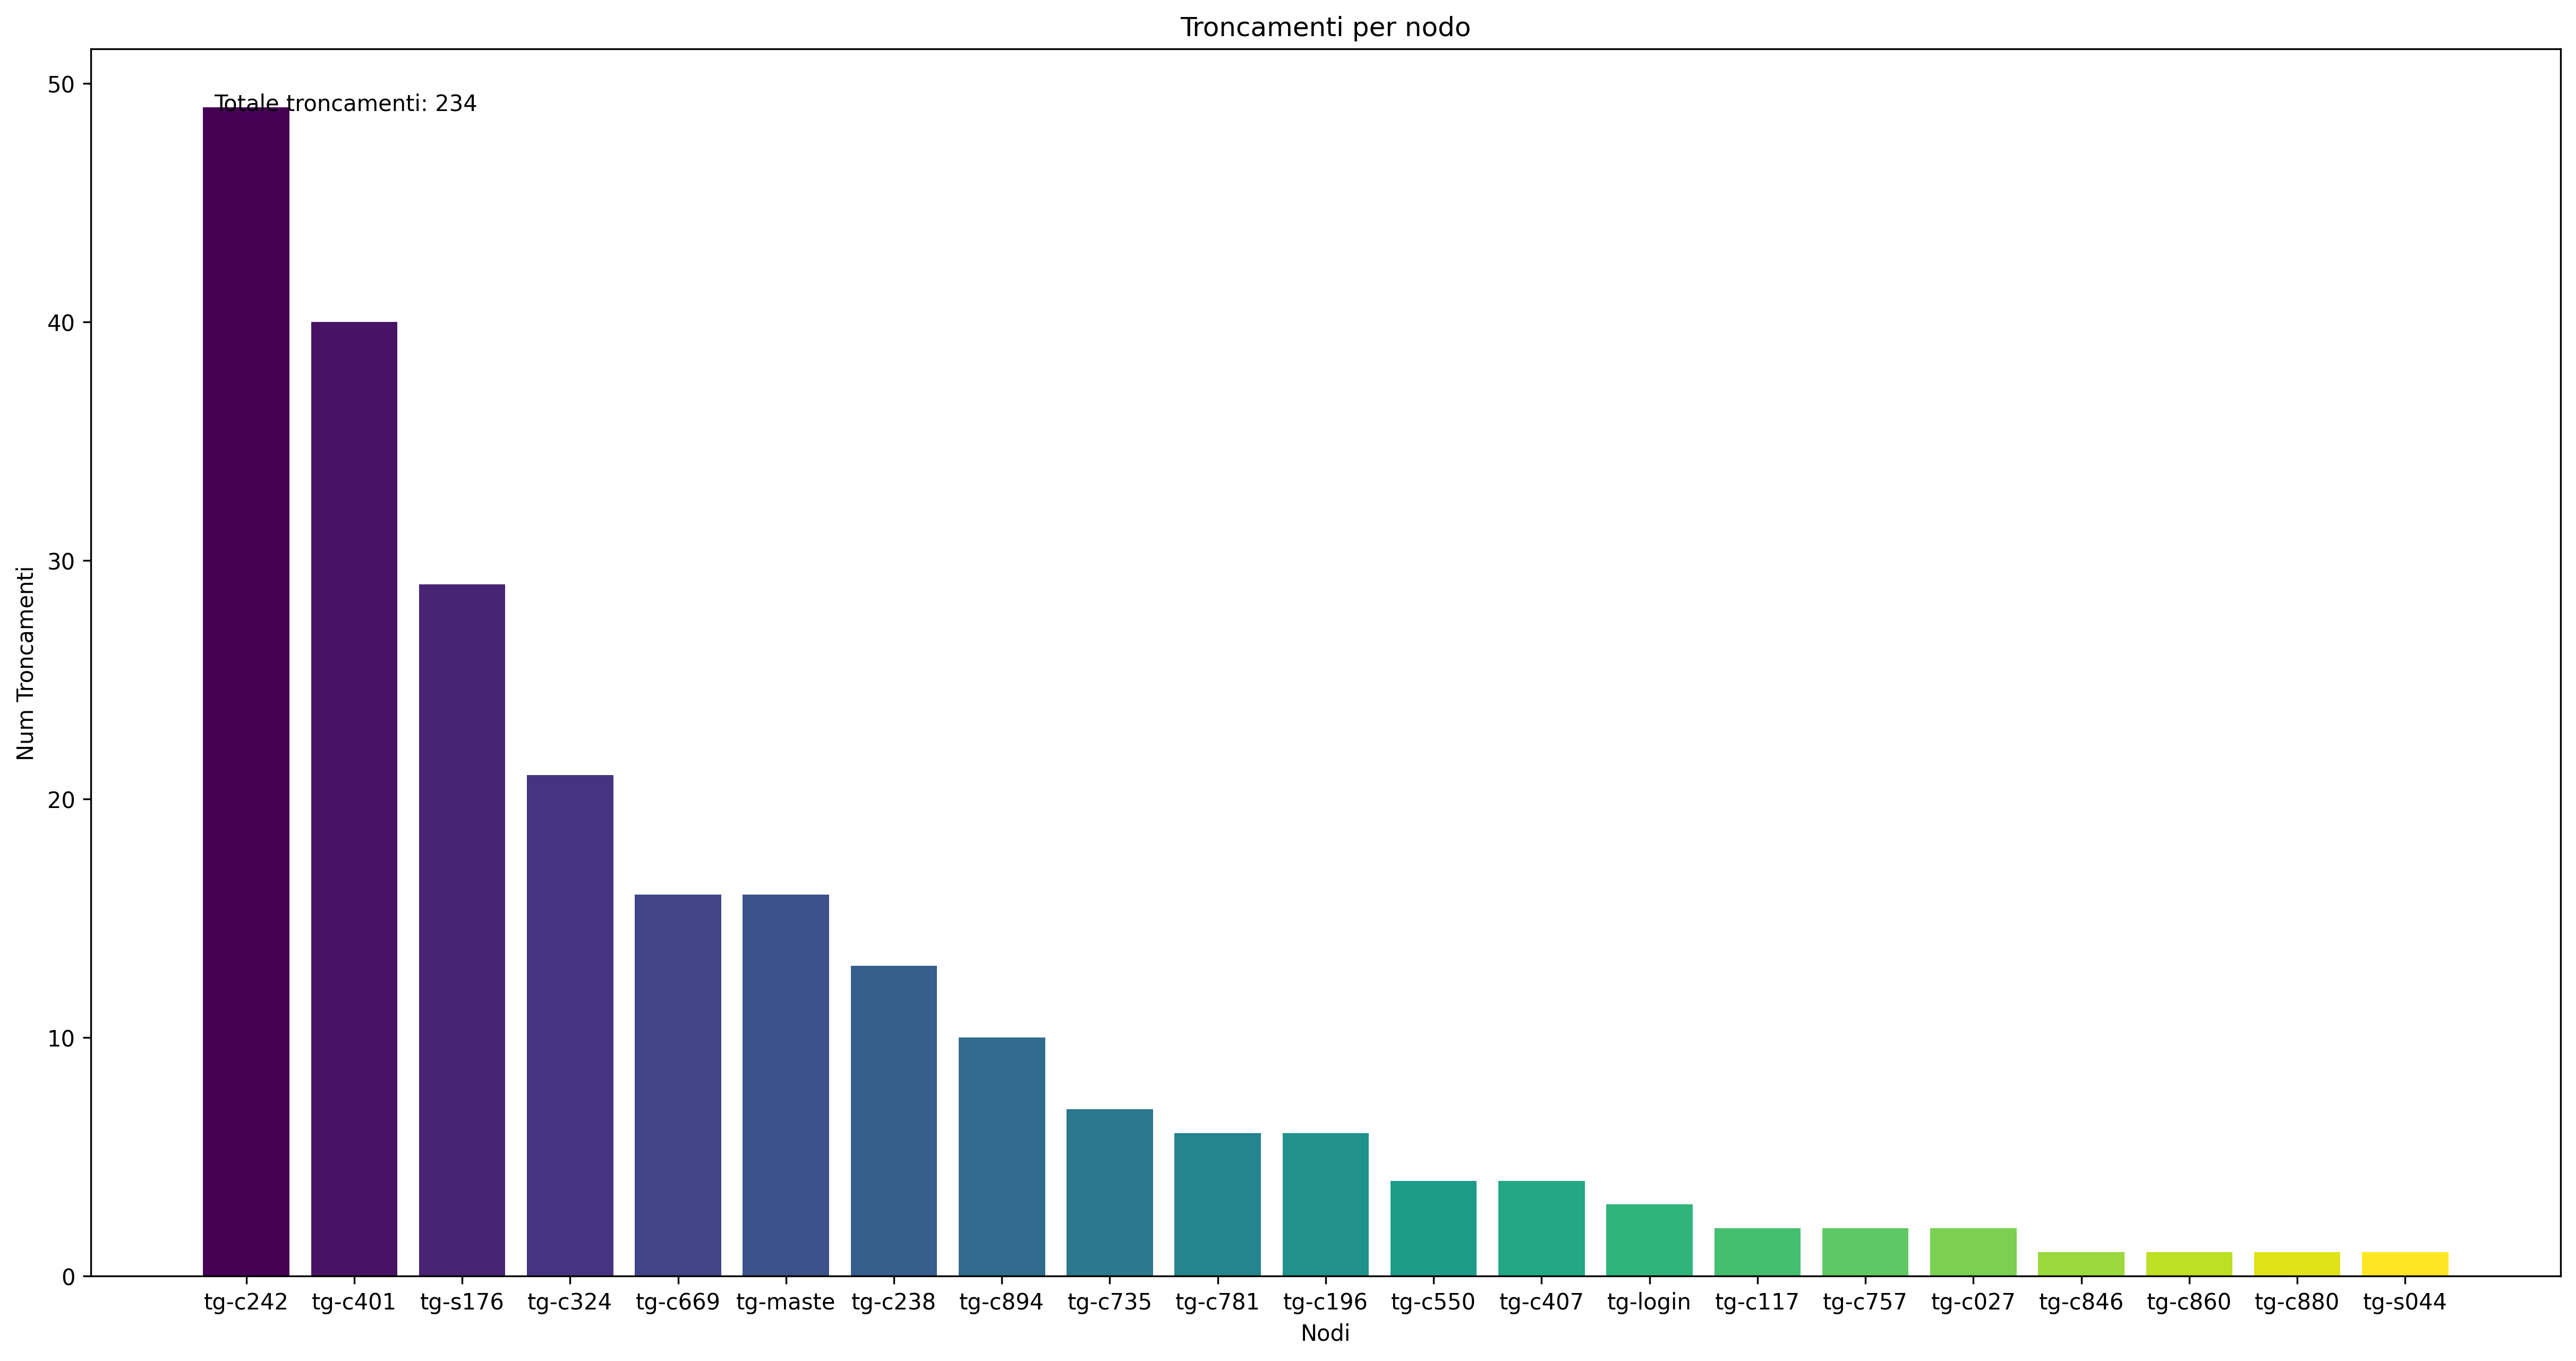 Troncamenti per nodo
Totale troncamenti: 234
Num Troncamenti
50
40
30
20
10
0
tg-c242 tg-c401 tg-s176 tg-c324 tg-c669 tg-maste tg-c238 tg-c894 tg-c735 tg-c781 tg-c196 tg-c550 tg-c407 tg-login tg-c117 tg-c757 tg-c027 tg-c846 tg-c860 tg-c880 tg-s044
Nodi